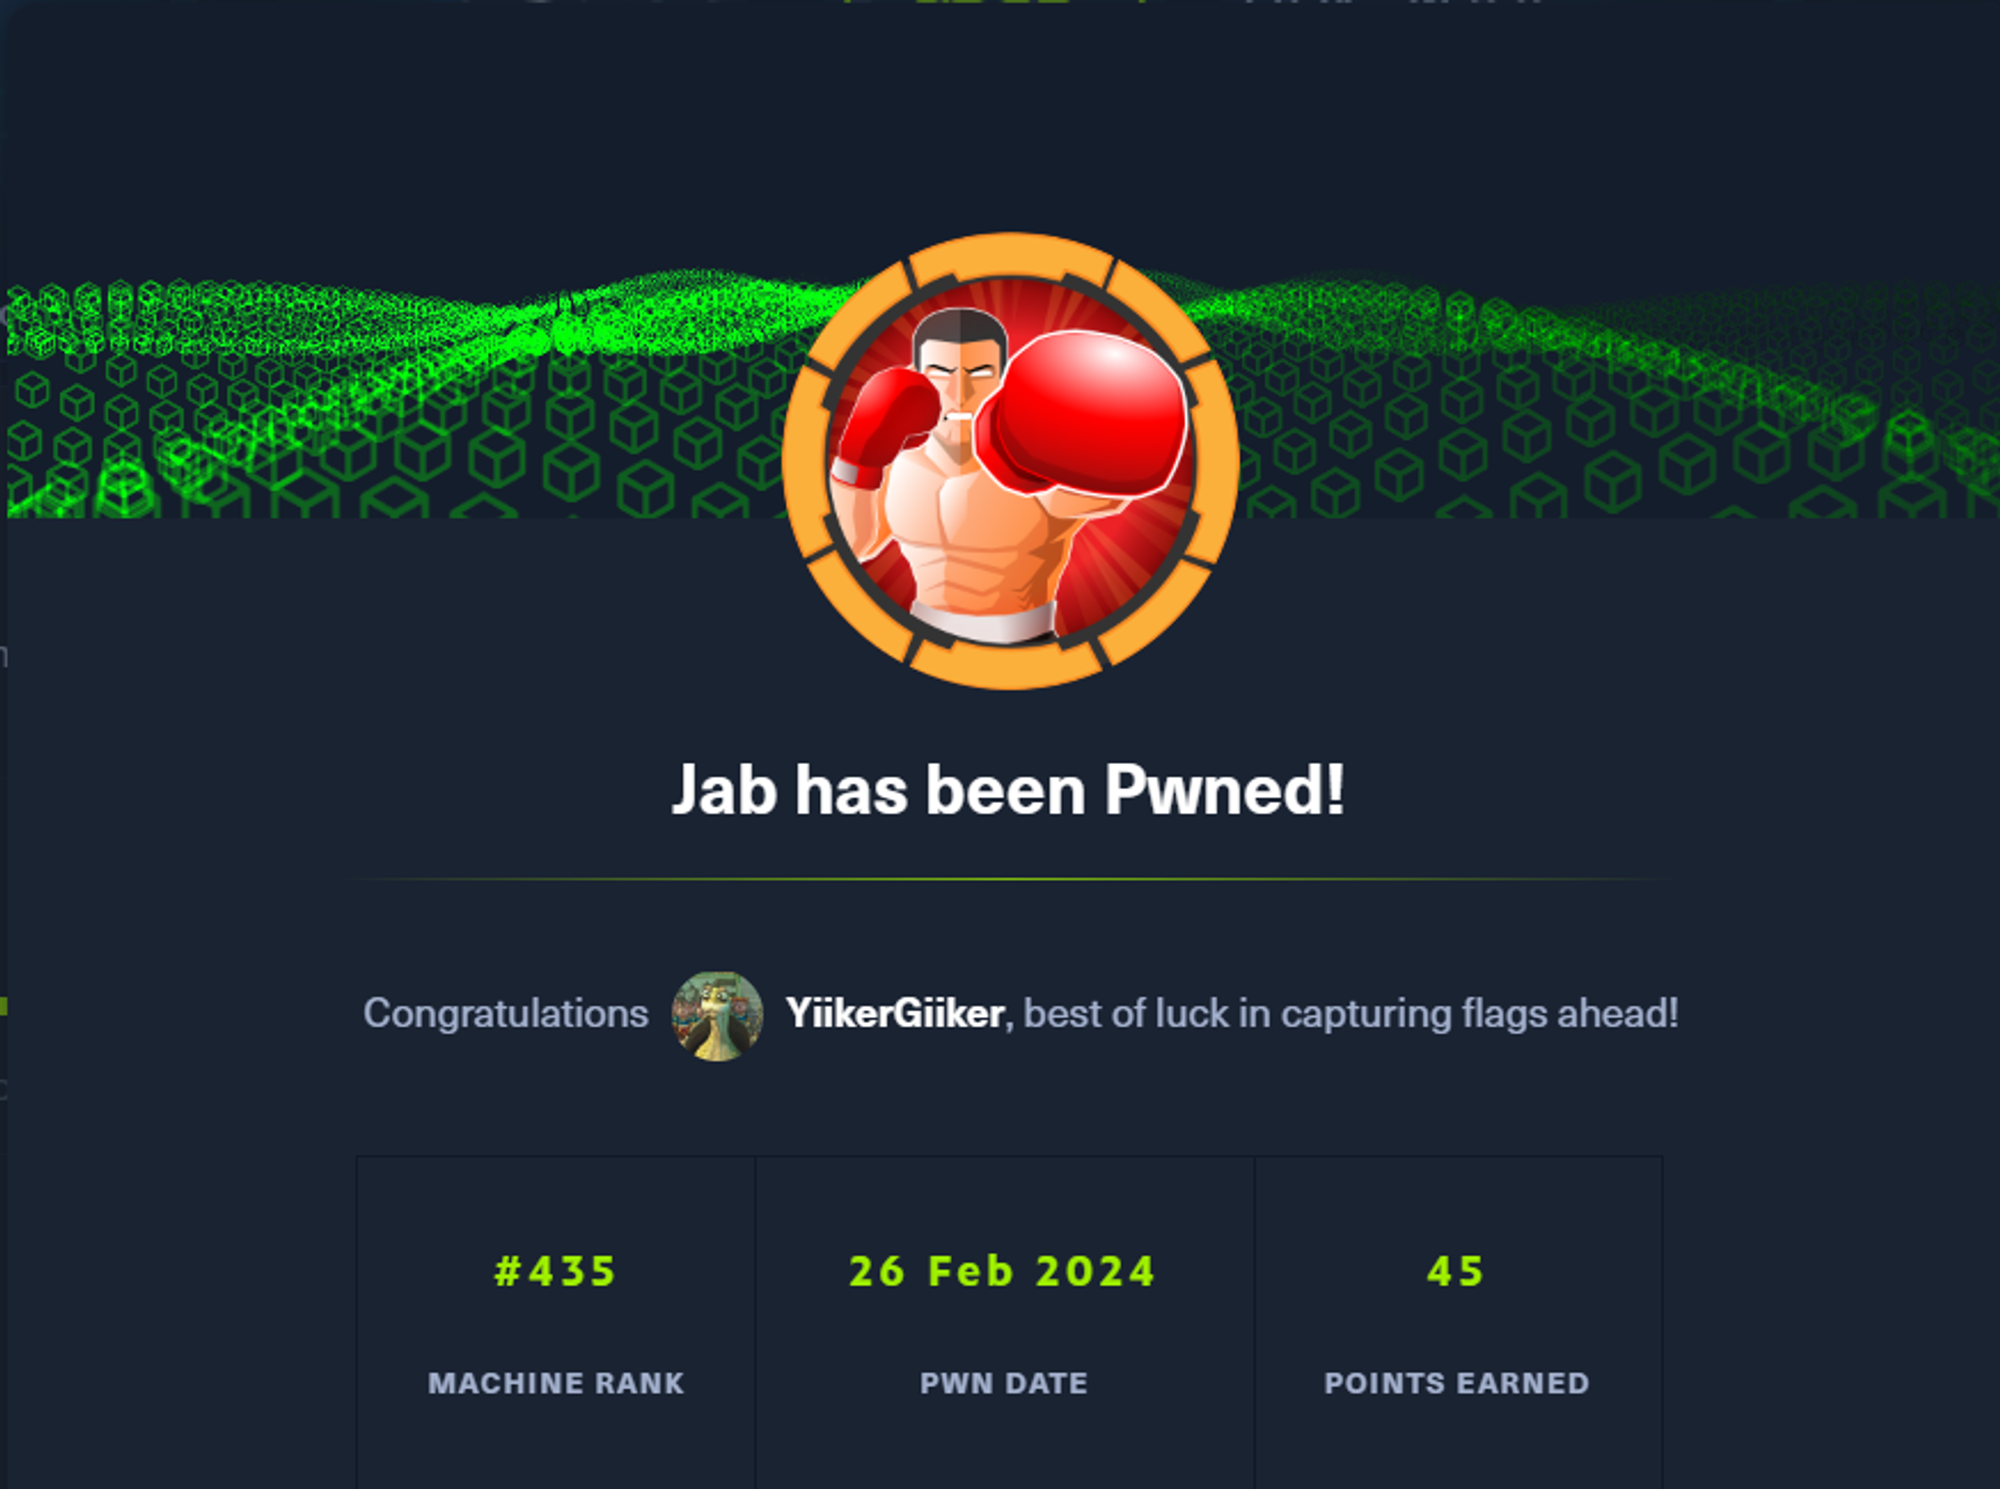 Jab has been Pwned!
Congratulations YiikerGiiker, best of luck in capturing flags ahead!
#435
26 Feb 2024
45
MACHINE RANK
PWN DATE
POINTS EARNED